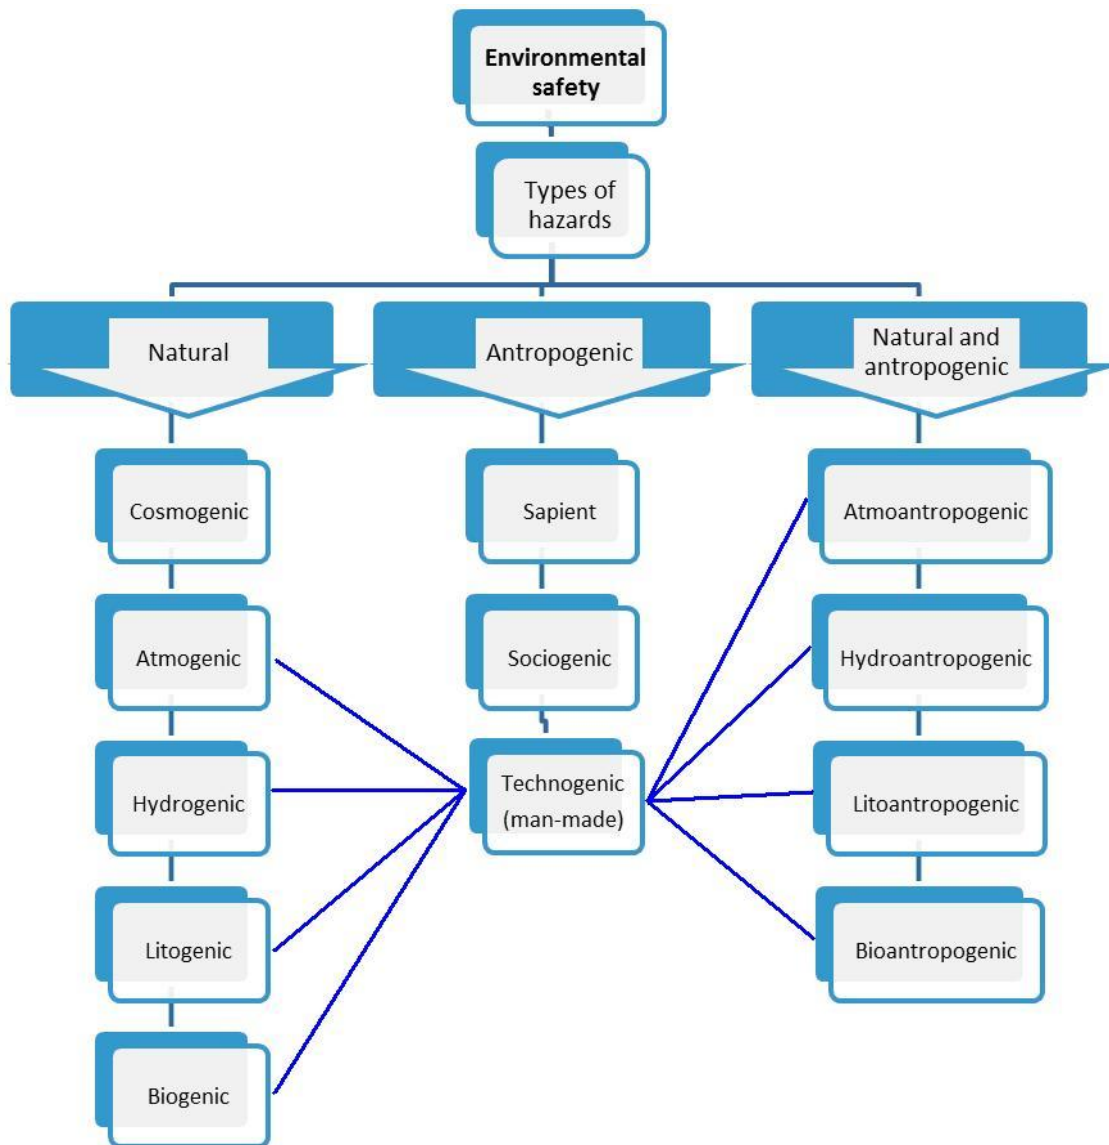 Environmental
safety
Types of
hazards
Natural
Antropogenic
Natural and
antropogenic
Cosmogenic
Sapient
Atmoantropogenic
Atmogenic
Sociogenic
Hydroantropogenic
Hydrogenic
Technogenic
(man-made)
Litoantropogenic
Litogenic
Bioantropogenic
Biogenic